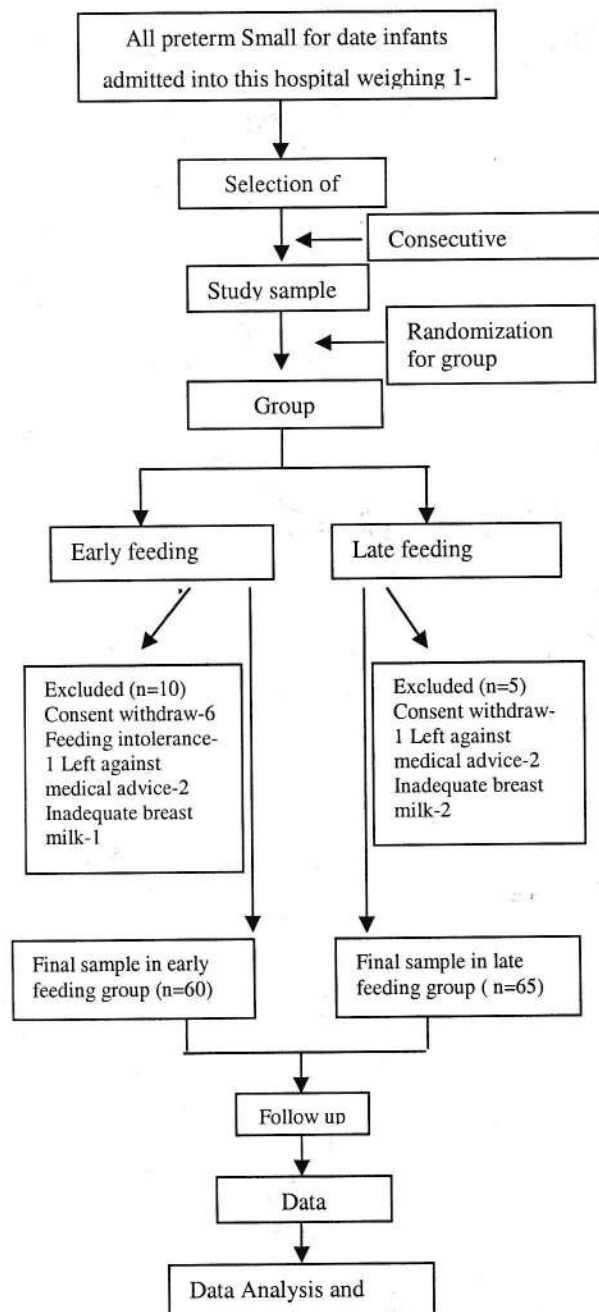 All preterm Small for date infants
admitted into this hospital weighing 1-
Selection of
Consecutive
Study sample
Randomization
for group
Group
Early feeding
Late feeding
Excluded (n=10)
Consent withdraw-6
Feeding intolerance-
1 Left against
medical advice-2
Inadequate breast
milk-1
Excluded (n=5)
Consent withdraw-
1 Left against
medical advice-2
Inadequate breast
milk-2
Final sample in early
feeding group (n=60)
Final sample in late
feeding group ( n=65)
Follow up
Data
Data Analysis and